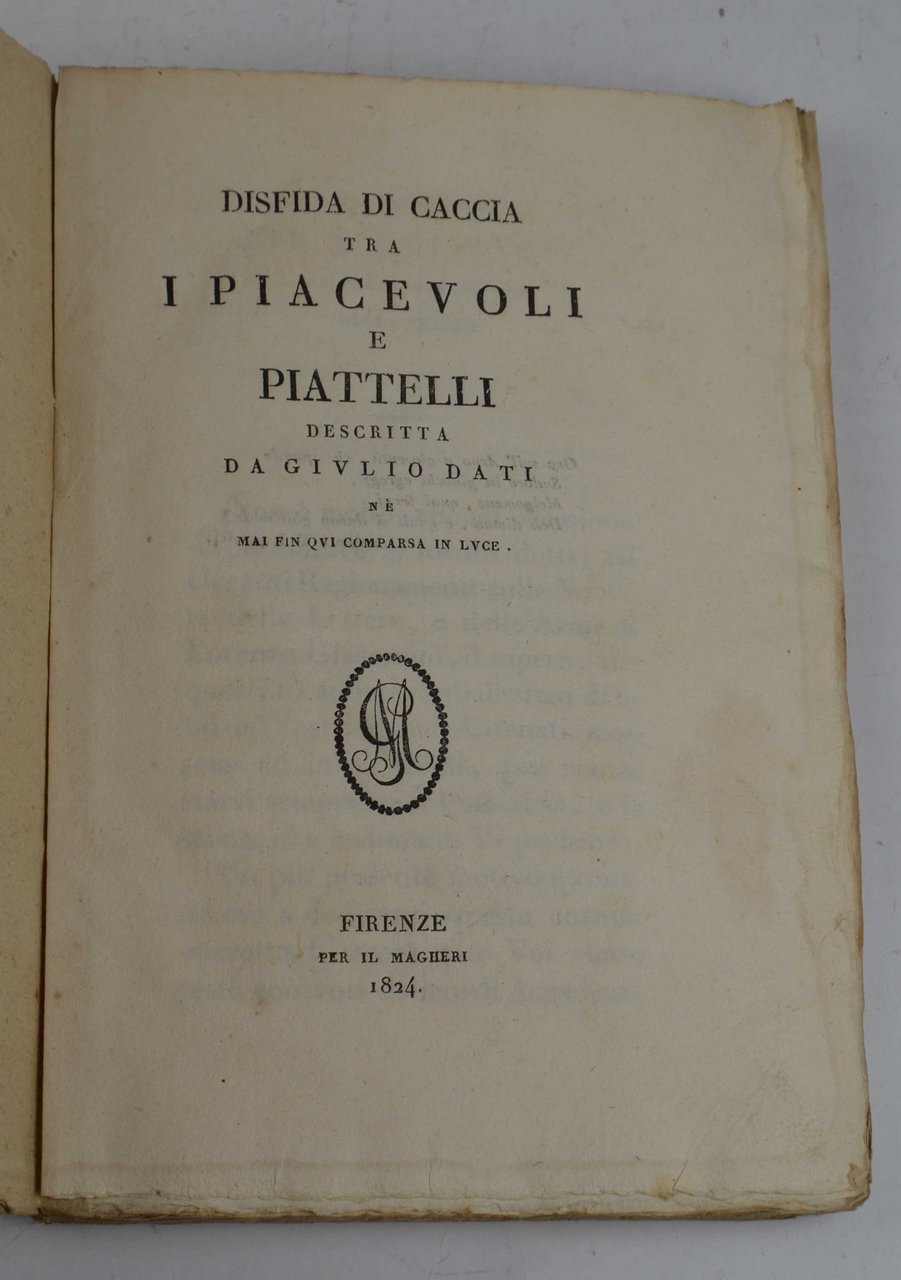 DISFIDA DI CACCIA
TRA
I PIACEVOLI
E
PIATTELLI
DESCRITTA
DA GIVLIO DATI
NÈ
MAI FIN QVI COMPARSA IN LVCE.
FIRENZE
PER IL MAGHERI
1824.